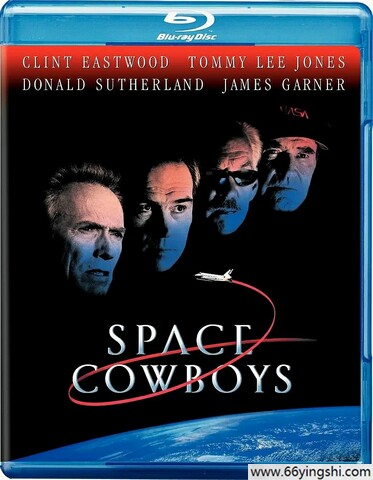 Blu-ray Disc
CLINT EASTWOOD TOMMY LEE JONES
DONALD SUTHERLAND JAMES GARNER
NASA
SPACE
COWBOYS
www.66yingshi.com